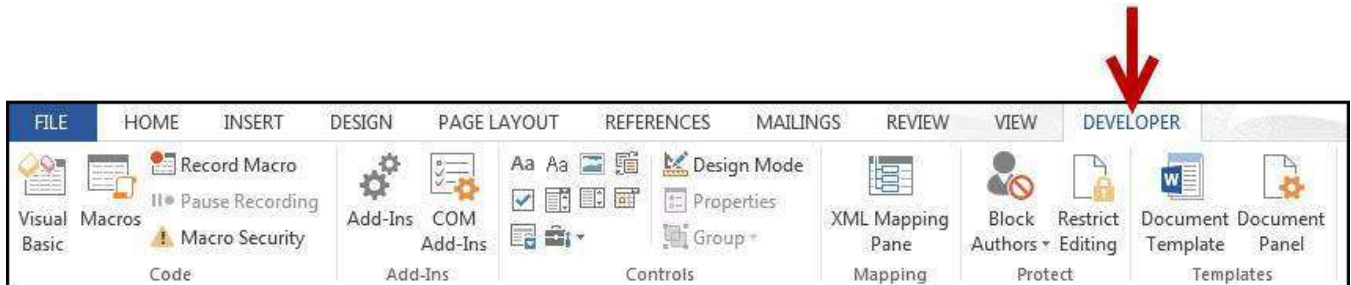 FILE HOME INSERT DESIGN PAGE LAYOUT REFERENCES MAILINGS REVIEW VIEW DEVELOPER
Visual Basic
Macros
Record Macro
Pause Recording
Macro Security
Code
Add-Ins
COM Add-Ins
Add-Ins
Aa Aa
Design Mode
Properties
Group
Controls
XML Mapping Pane
Mapping
Block Authors
Restrict Editing
Protect
Document Template
Document Panel
Templates